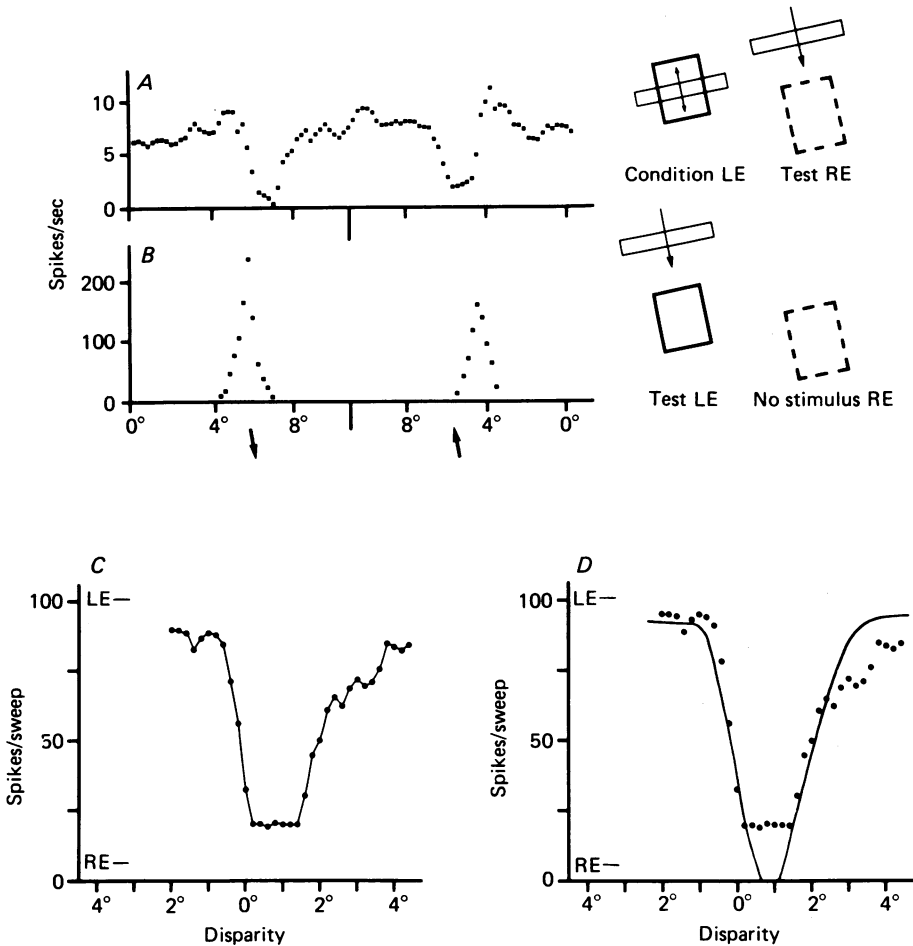 A
10
5
0
Condition LE Test RE
Spikes/sec
B
200
100
0
0° 4° 8° 8° 4° 0°
Test LE No stimulus RE
C
100
LE—
50
RE—
0
Spikes/sweep
4° 2° 0° 2° 4°
Disparity
D
100
LE—
50
RE—
0
Spikes/sweep
4° 2° 0° 2° 4°
Disparity